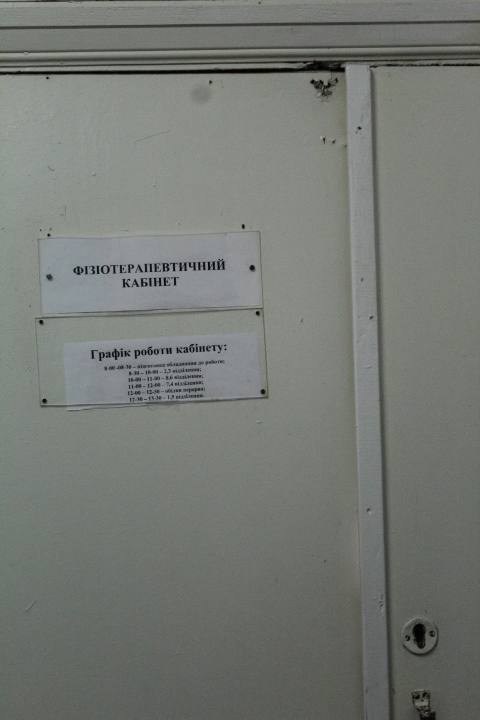 ФІЗІОТЕРАПЕВТИЧНИЙ
КАБІНЕТ
Графік роботи кабінету:
8-00 -08-30 – підготовка обладнання до роботи;
8-30 – 10-00 – 2,3 відділення;
10-00 – 11-00 – 8,6 відділення;
11-00 – 12-00 – 7,4 відділення;
12-00 – 12-30 – обідня перерва;
12-30 – 13-30 – 1,5 відділення.